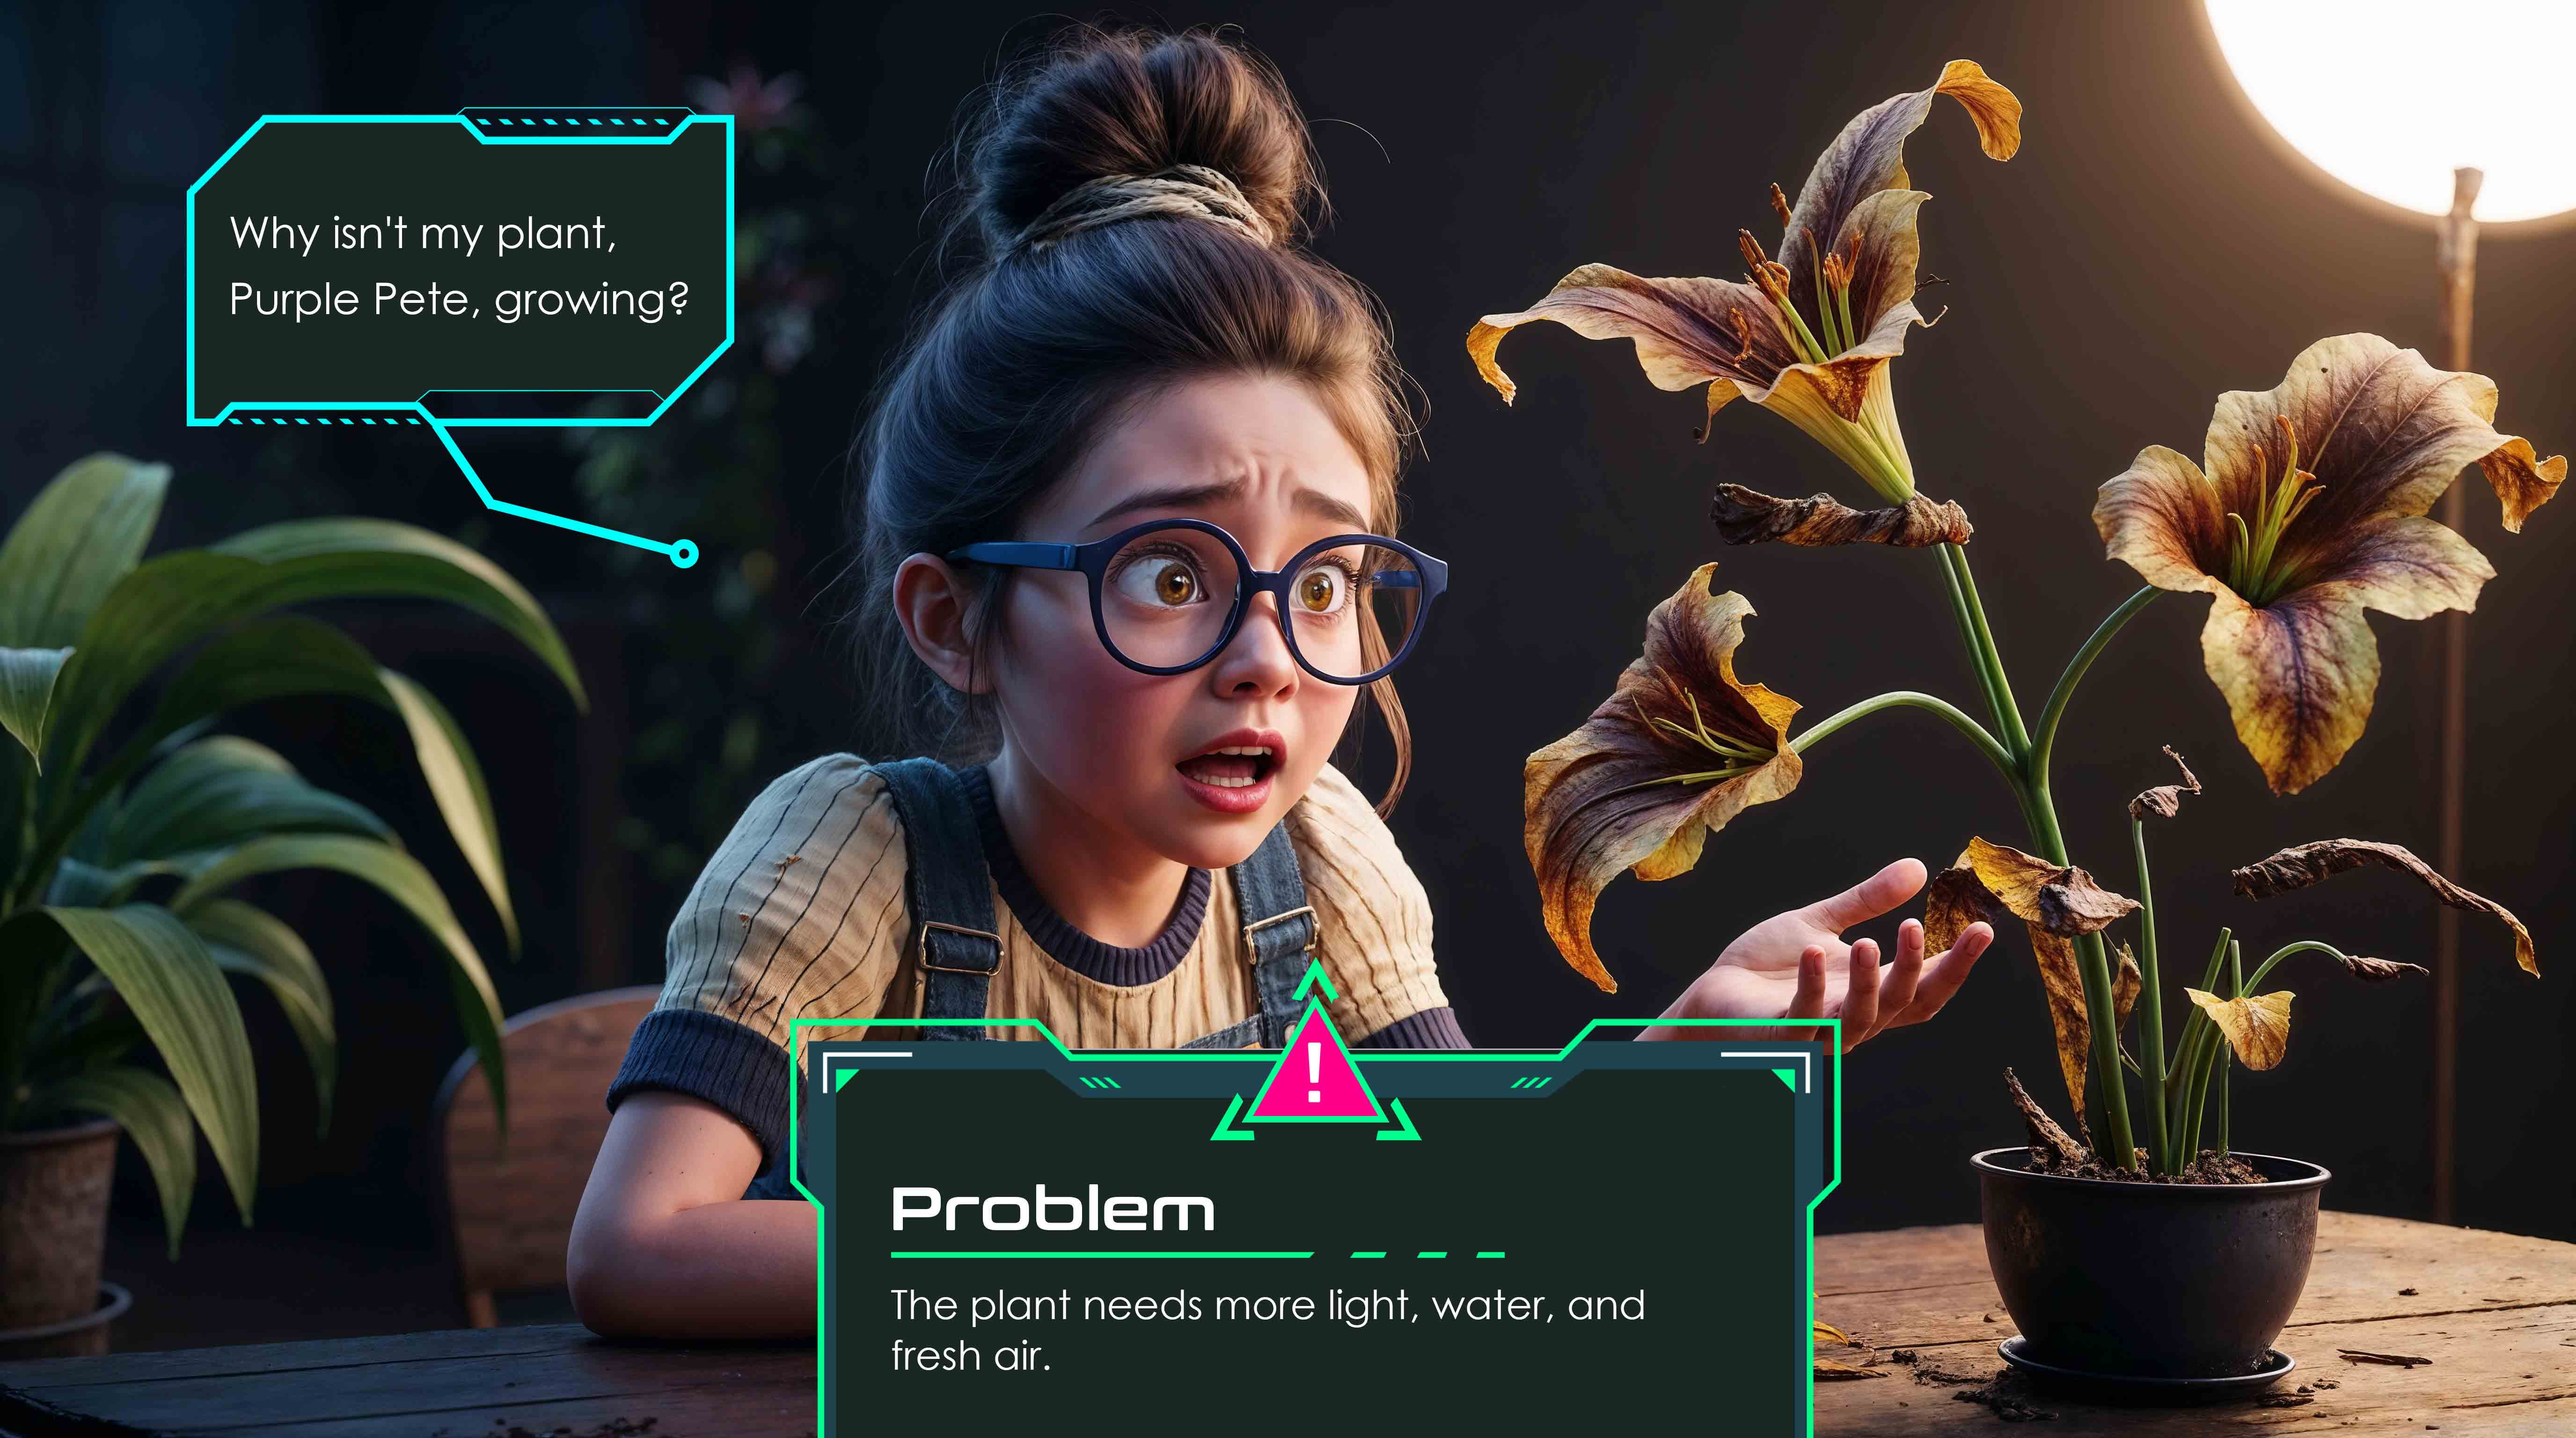 Why isn't my plant,
Purple Pete, growing?
!
Problem
The plant needs more light, water, and
fresh air.